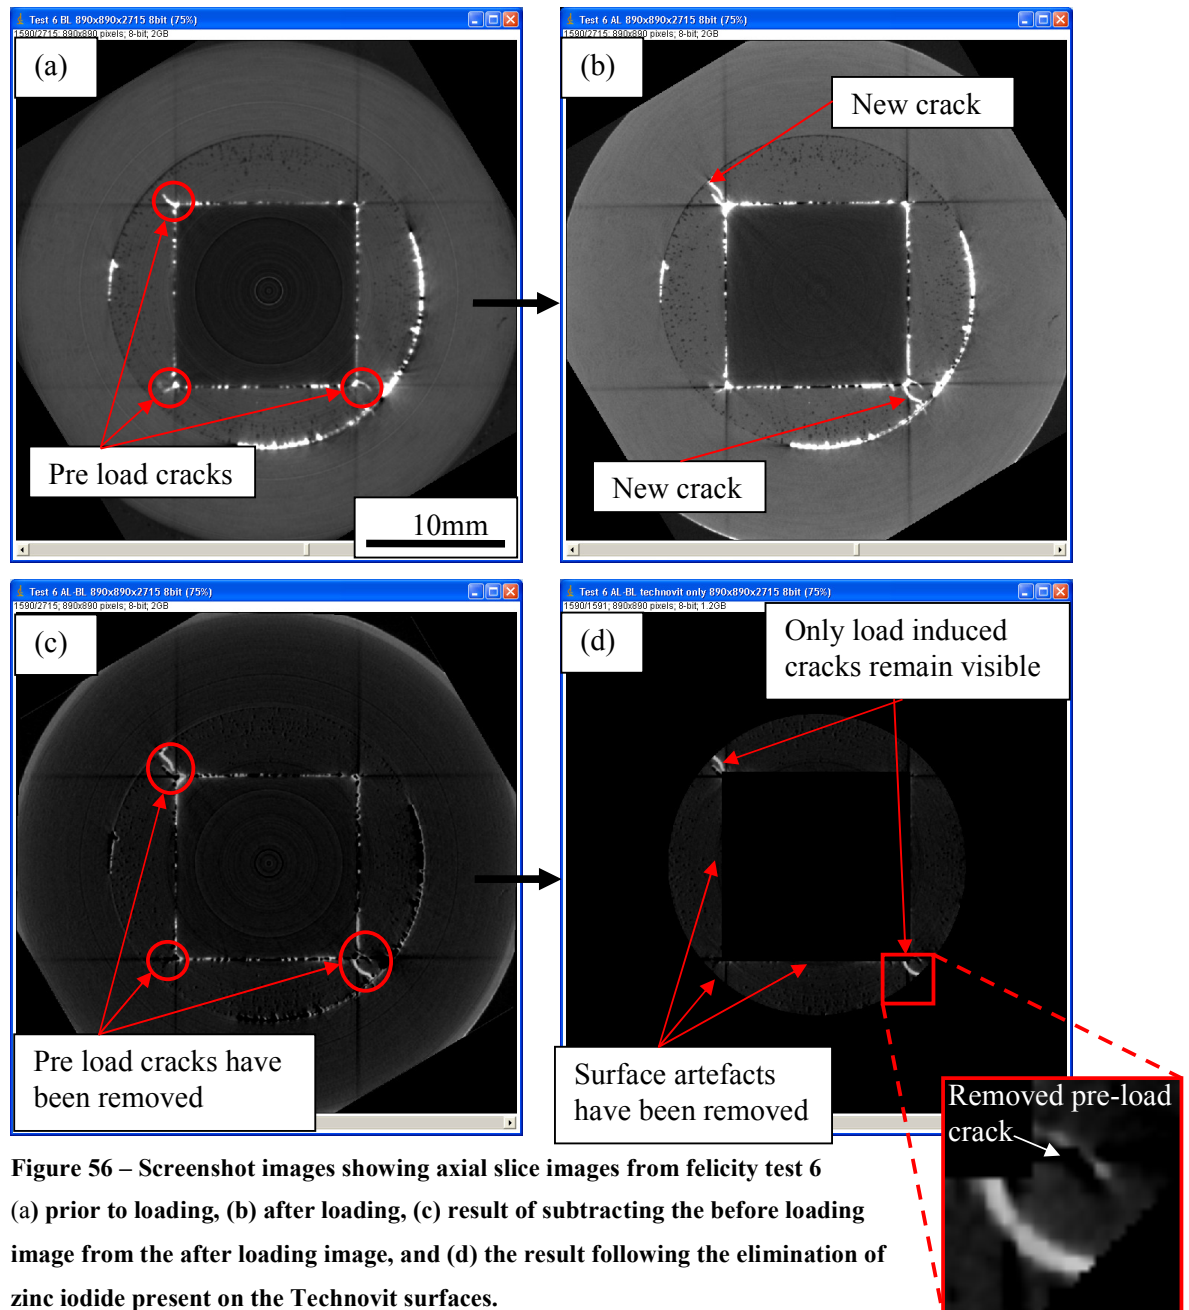 Test 6 BL 890x890x2715 8bit (75%)
1590/2715; 890x890 pixels; 8-bit; 2GB
(a)
Pre load cracks
10mm
Test 6 AL 890x890x2715 8bit (75%)
1590/2715; 890x890 pixels; 8-bit; 2GB
(b)
New crack
New crack
Test 6 AL-BL 890x890x2715 8bit (75%)
1590/2715; 890x890 pixels; 8-bit; 2GB
(c)
Pre load cracks have
been removed
Test 6 AL-BL technovit only 890x890x2715 8bit (75%)
1590/1591; 890x890 pixels; 8-bit; 1.2GB
(d)
Only load induced
cracks remain visible
Surface artefacts
have been removed
Removed pre-load
crack
Figure 56 – Screenshot images showing axial slice images from felicity test 6
(a) prior to loading, (b) after loading, (c) result of subtracting the before loading
image from the after loading image, and (d) the result following the elimination of
zinc iodide present on the Technovit surfaces.